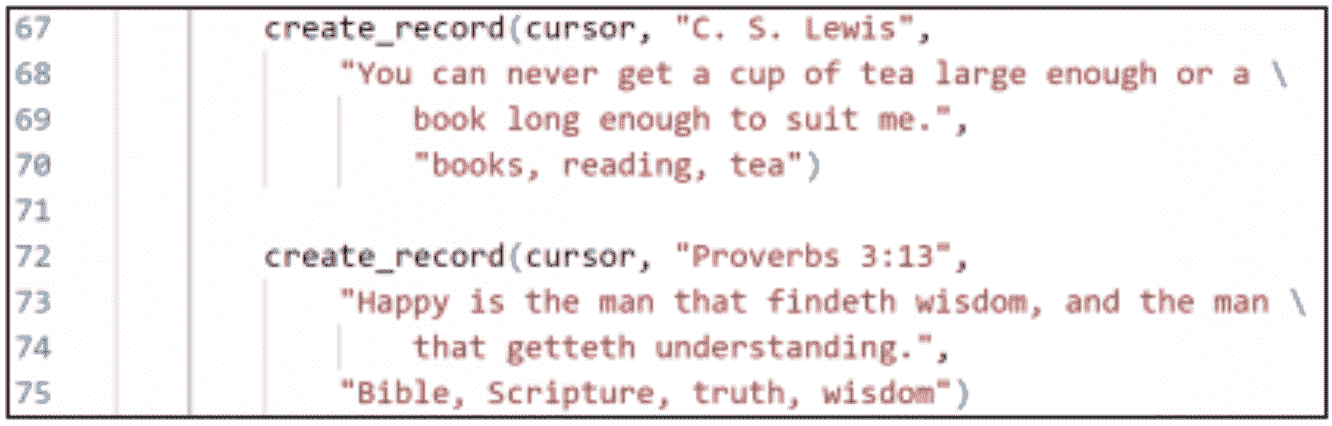 67 create_record(cursor, "C. S. Lewis",
68 "You can never get a cup of tea large enough or a \
69 book long enough to suit me.",
70 "books, reading, tea")
71
72 create_record(cursor, "Proverbs 3:13",
73 "Happy is the man that findeth wisdom, and the man \
74 that getteth understanding.",
75 "Bible, Scripture, truth, wisdom")